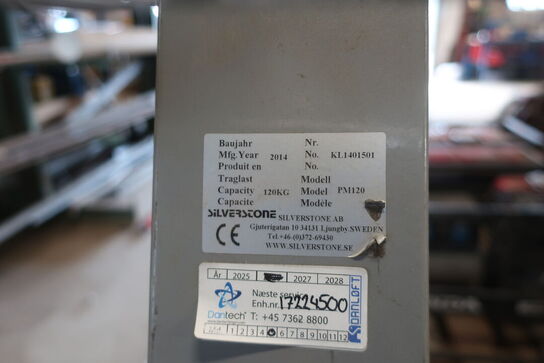 Baujahr Nr.
Mfg.Year 2014 No. KL1401501
Produit en No.
Traglast Modell
Capacity 120KG Model PM120
Capacite Modèle
SILVERSTONE SILVERSTONE AB
CE Gjuterigatan 10 34131 Ljungby.SWEDEN
Tel.+46-(0)372-69430
WWW.SILVERSTONE.SE
År 2025 2027 2028
Næste service
Enh.nr. 17224500
Dantech T: +45 7362 8800
1 2 3 4 6 7 8 9 10 11 12
DANLØFT